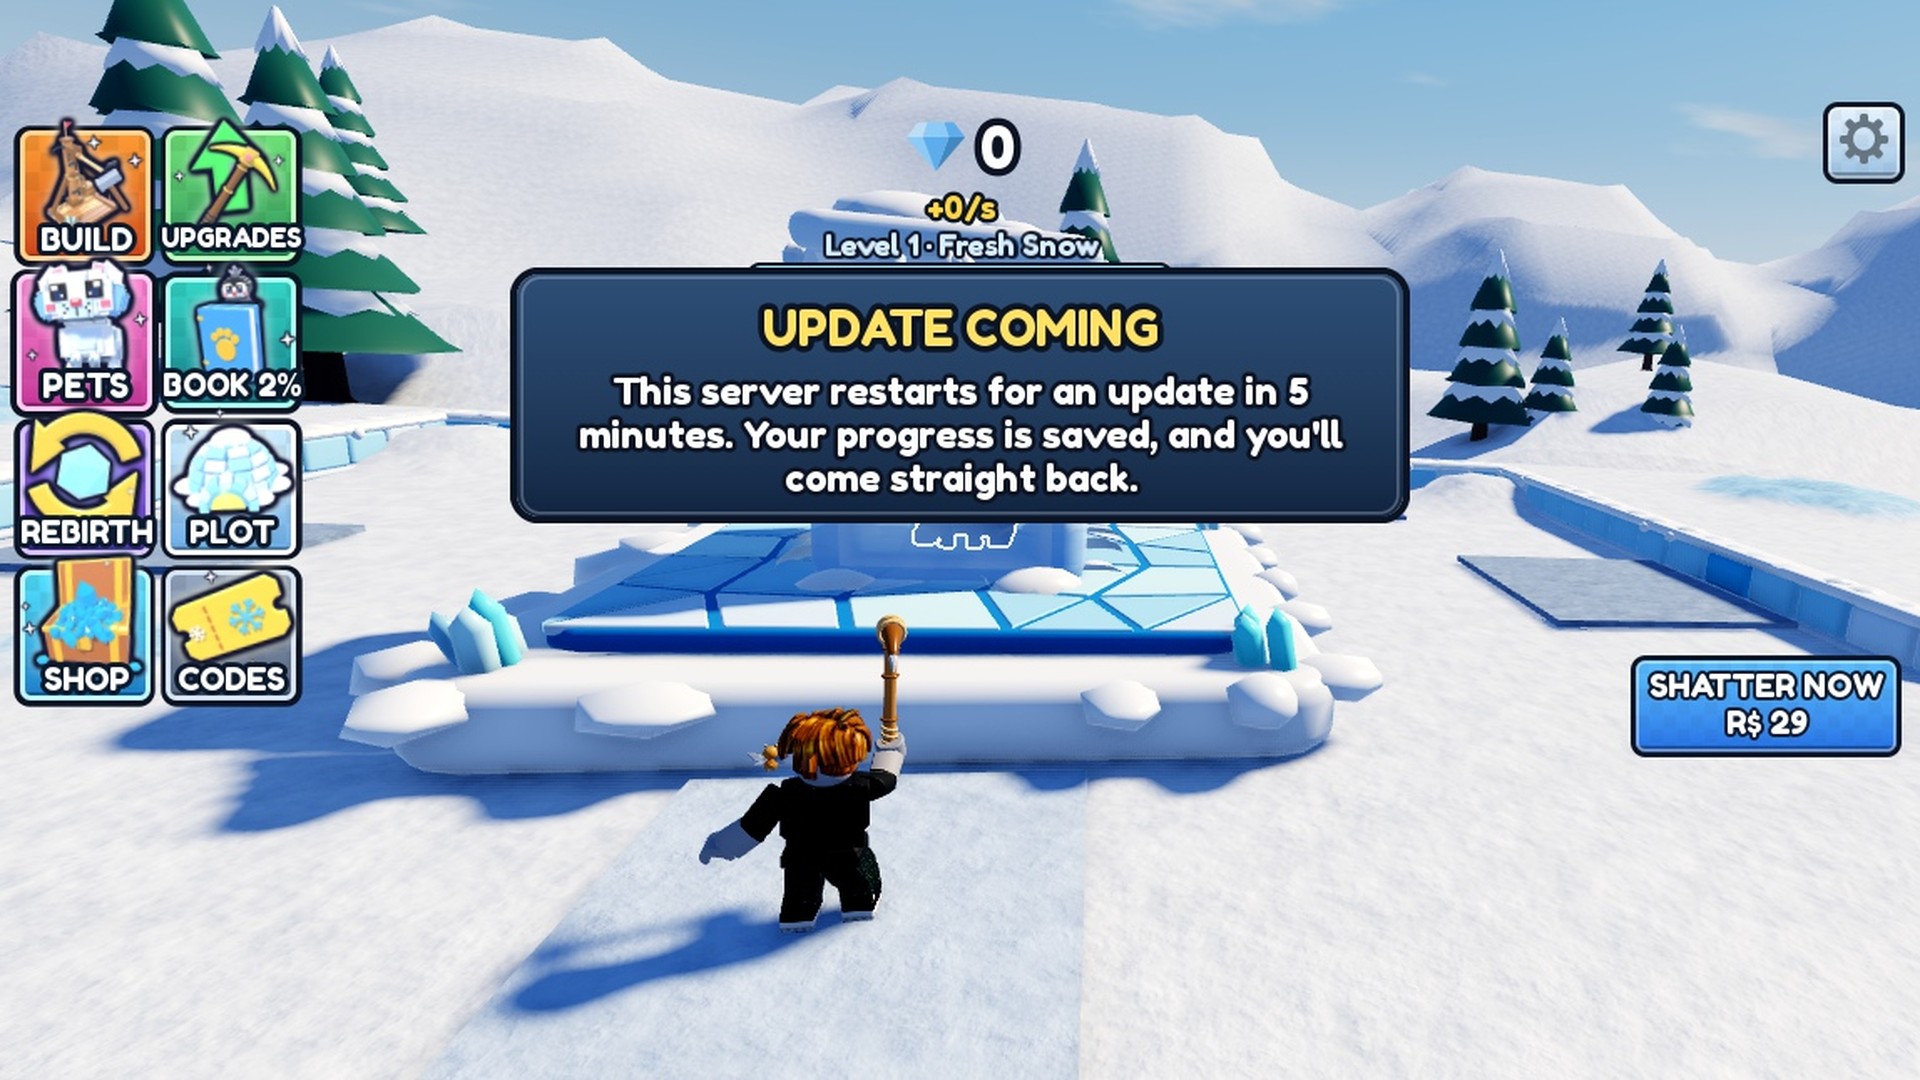 0
+0/s
Level 1 · Fresh Snow
BUILD
UPGRADES
PETS
BOOK 2%
REBIRTH
PLOT
SHOP
CODES
UPDATE COMING
This server restarts for an update in 5
minutes. Your progress is saved, and you'll
come straight back.
SHATTER NOW
R$ 29